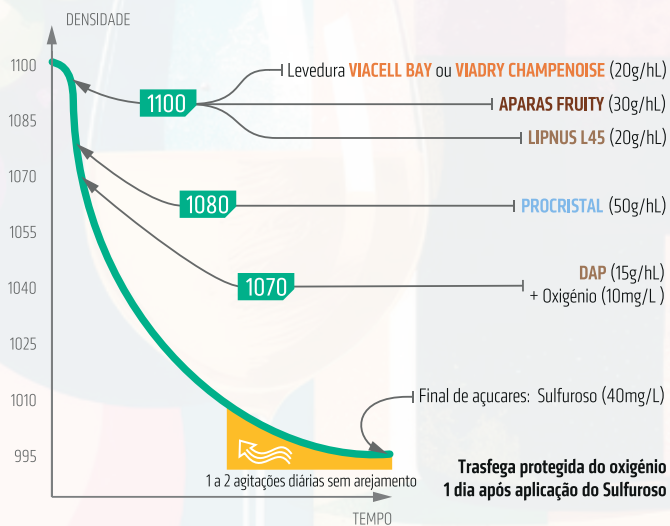 DENSIDADE
1100
1085
1070
1055
1040
1025
1010
995
Levedura VIACELL BAY ou VIADRY CHAMPENOISE (20g/hL)
1100
APARAS FRUITY (30g/hL)
LIPNUS L45 (20g/hL)
1080
PROCRISTAL (50g/hL)
1070
DAP (15g/hL)
+ Oxigénio (10mg/L )
Final de açucares: Sulfuroso (40mg/L)
1 a 2 agitações diárias sem arejamento
Trasfega protegida do oxigénio
1 dia após aplicação do Sulfuroso
TEMPO